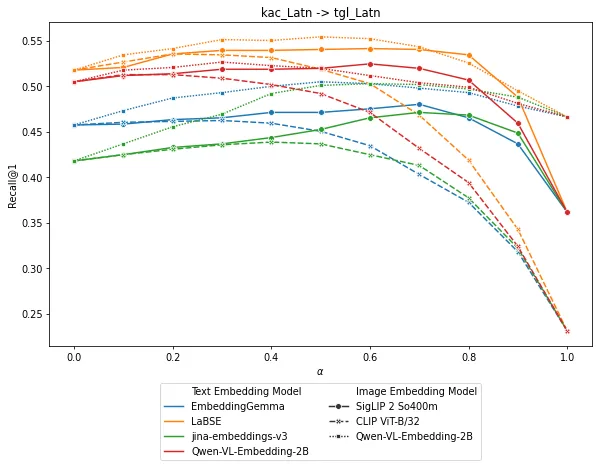 kac_Latn -> tgl_Latn
Recall@1
0.55
0.50
0.45
0.40
0.35
0.30
0.25
0.0
0.2
0.4
0.6
0.8
1.0
α
Text Embedding Model
EmbeddingGemma
LaBSE
jina-embeddings-v3
Qwen-VL-Embedding-2B
Image Embedding Model
SigLIP 2 So400m
CLIP ViT-B/32
Qwen-VL-Embedding-2B